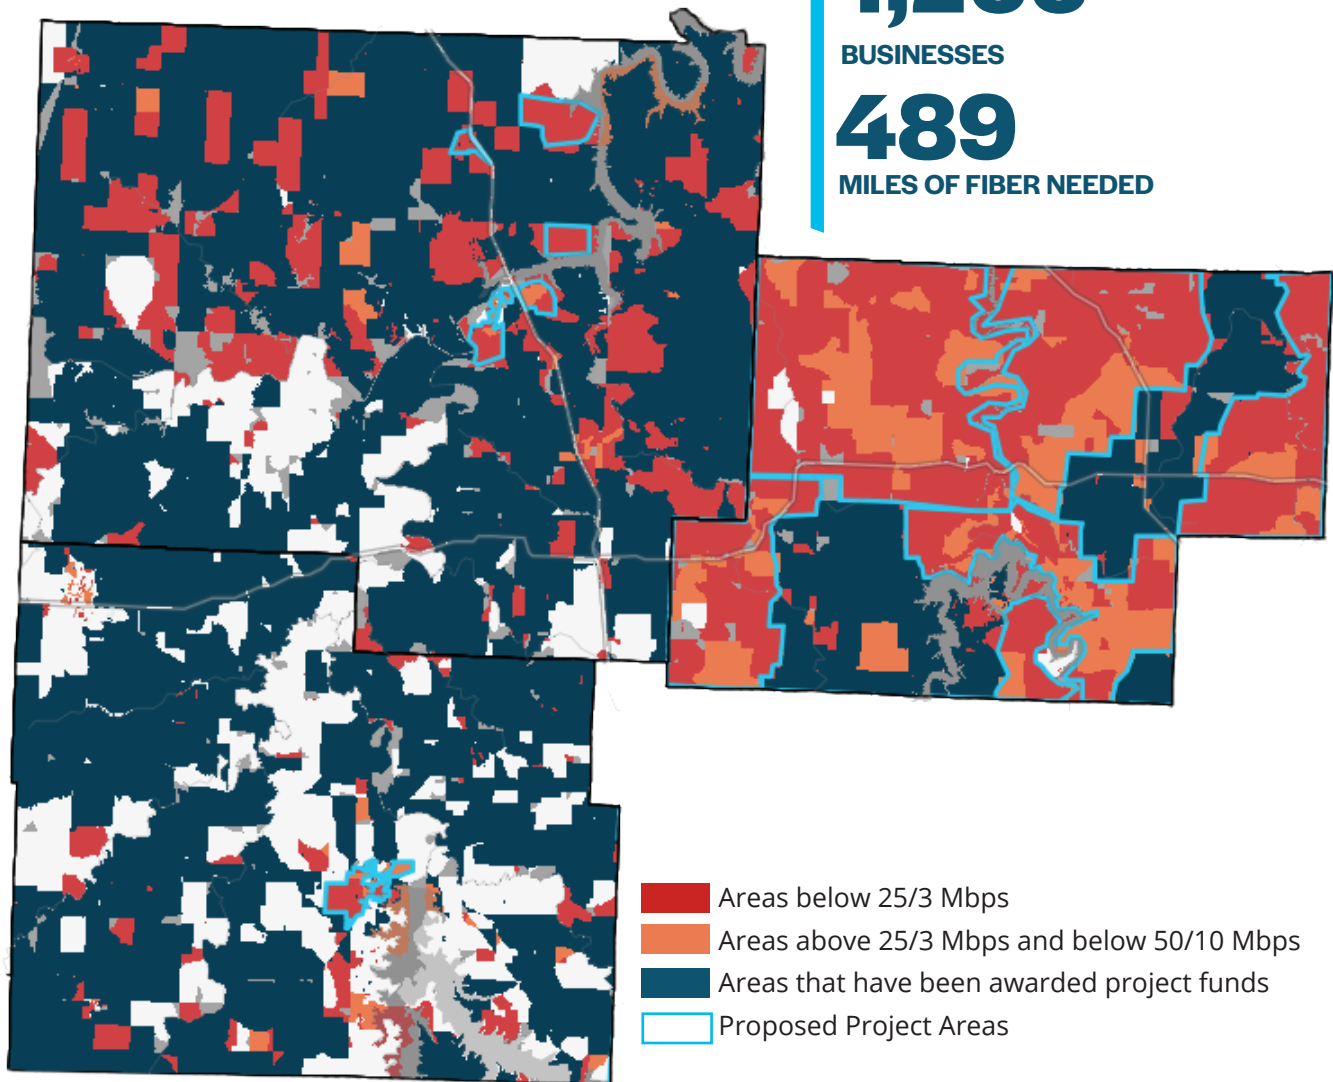 BUSINESSES
489
MILES OF FIBER NEEDED
Areas below 25/3 Mbps
Areas above 25/3 Mbps and below 50/10 Mbps
Areas that have been awarded project funds
Proposed Project Areas